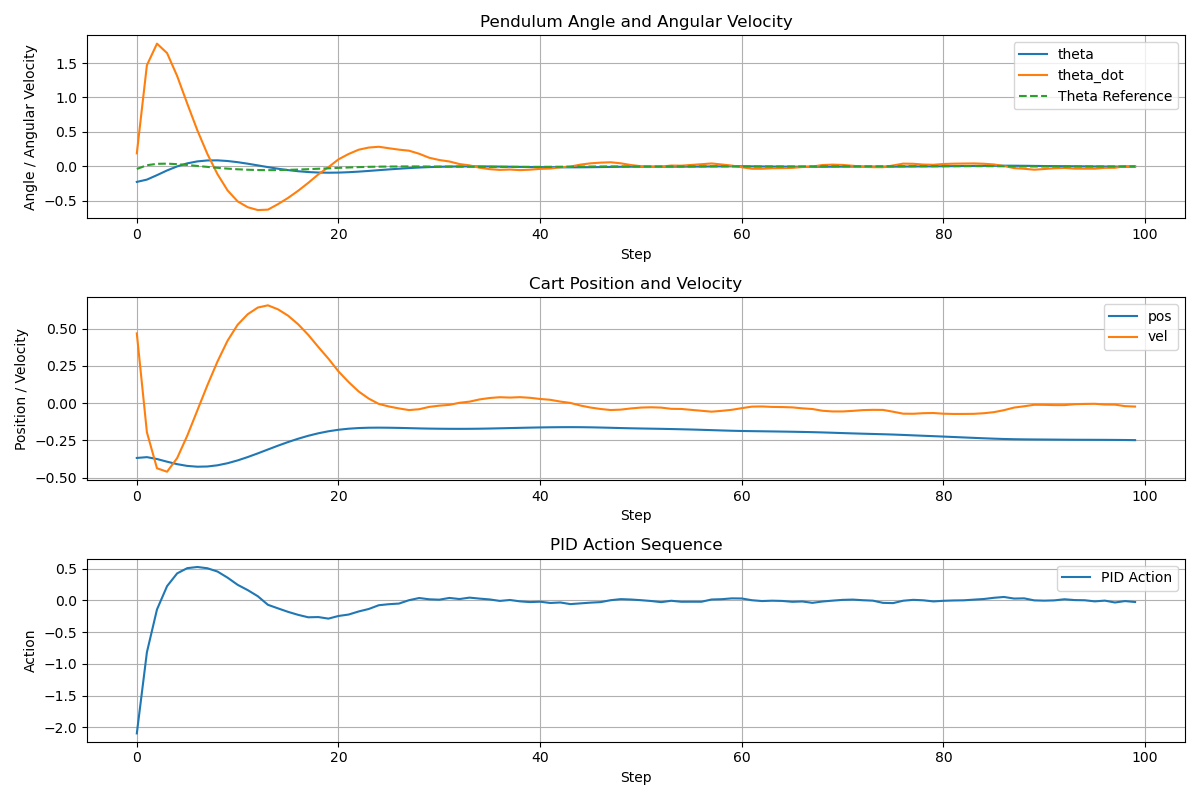 Pendulum Angle and Angular Velocity
Angle / Angular Velocity
1.5
1.0
0.5
0.0
−0.5
theta
theta_dot
Theta Reference
0 20 40 60 80 100
Step
Cart Position and Velocity
Position / Velocity
0.50
0.25
0.00
−0.25
−0.50
pos
vel
0 20 40 60 80 100
Step
PID Action Sequence
Action
0.5
0.0
−0.5
−1.0
−1.5
−2.0
PID Action
0 20 40 60 80 100
Step